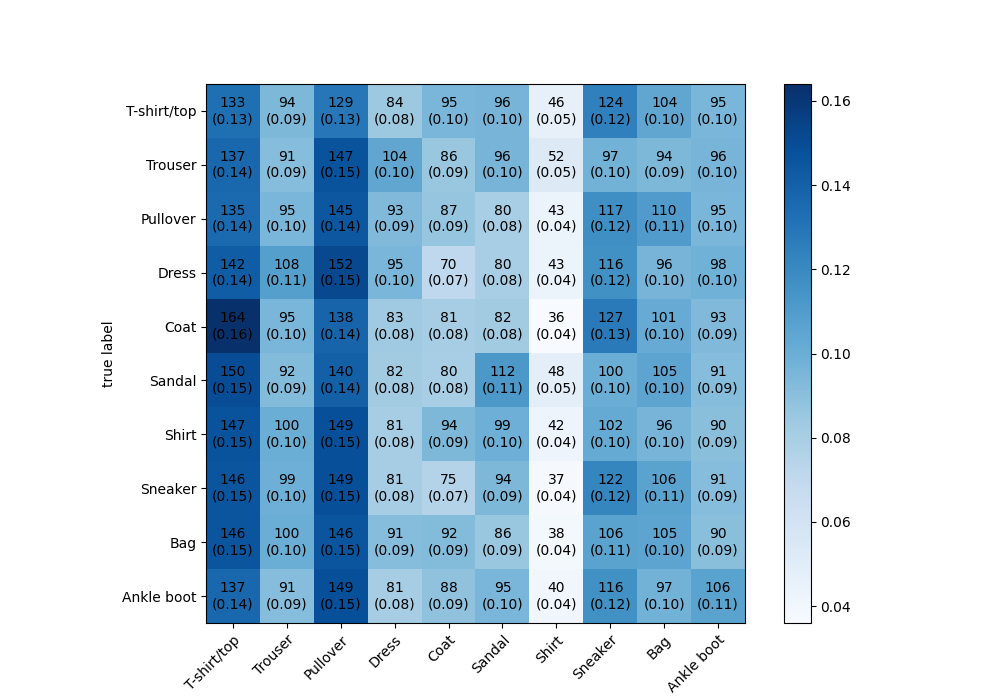 133 94 129 84 95 96 46 124 104 95
T-shirt/top (0.13) (0.09) (0.13) (0.08) (0.10) (0.10) (0.05) (0.12) (0.10) (0.10) 0.16
137 91 147 104 86 96 52 97 94 96
Trouser (0.14) (0.09) (0.15) (0.10) (0.09) (0.10) (0.05) (0.10) (0.09) (0.10)
0.14
135 95 145 93 87 80 43 117 110 95
Pullover (0.14) (0.10) (0.14) (0.09) (0.09) (0.08) (0.04) (0.12) (0.11) (0.10)
142 108 152 95 70 80 43 116 96 98
Dress (0.14) (0.11) (0.15) (0.10) (0.07) (0.08) (0.04) (0.12) (0.10) (0.10) 0.12
164 95 138 83 81 82 36 127 101 93
Coat (0.16) (0.10) (0.14) (0.08) (0.08) (0.08) (0.04) (0.13) (0.10) (0.09)
true label
0.10
150 92 140 82 80 112 48 100 105 91
Sandal (0.15) (0.09) (0.14) (0.08) (0.08) (0.11) (0.05) (0.10) (0.10) (0.09)
147 100 149 81 94 99 42 102 96 90
Shirt (0.15) (0.10) (0.15) (0.08) (0.09) (0.10) (0.04) (0.10) (0.10) (0.09) 0.08
146 99 149 81 75 94 37 122 106 91
Sneaker (0.15) (0.10) (0.15) (0.08) (0.07) (0.09) (0.04) (0.12) (0.11) (0.09)
0.06
146 100 146 91 92 86 38 106 105 90
Bag (0.15) (0.10) (0.15) (0.09) (0.09) (0.09) (0.04) (0.11) (0.10) (0.09)
137 91 149 81 88 95 40 116 97 106
Ankle boot (0.14) (0.09) (0.15) (0.08) (0.09) (0.10) (0.04) (0.12) (0.10) (0.11) 0.04
T-shirt/top Trouser Pullover Dress Coat Sandal Shirt Sneaker Bag Ankle boot